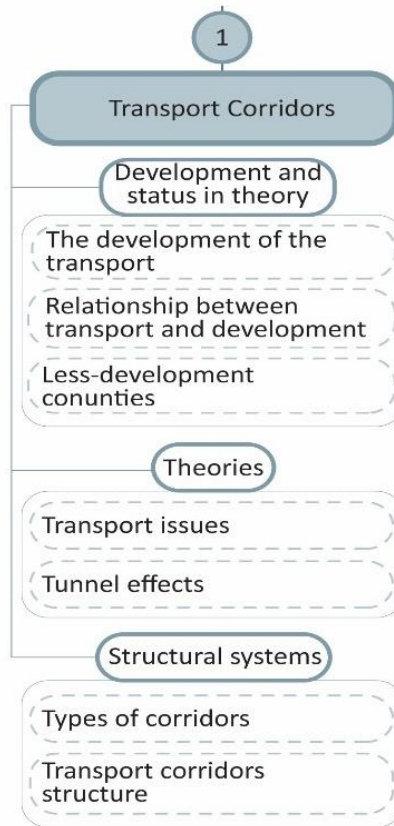 1
Transport Corridors
Development and
status in theory
The development of the
transport
Relationship between
transport and development
Less-development
conunties
Theories
Transport issues
Tunnel effects
Structural systems
Types of corridors
Transport corridors
structure